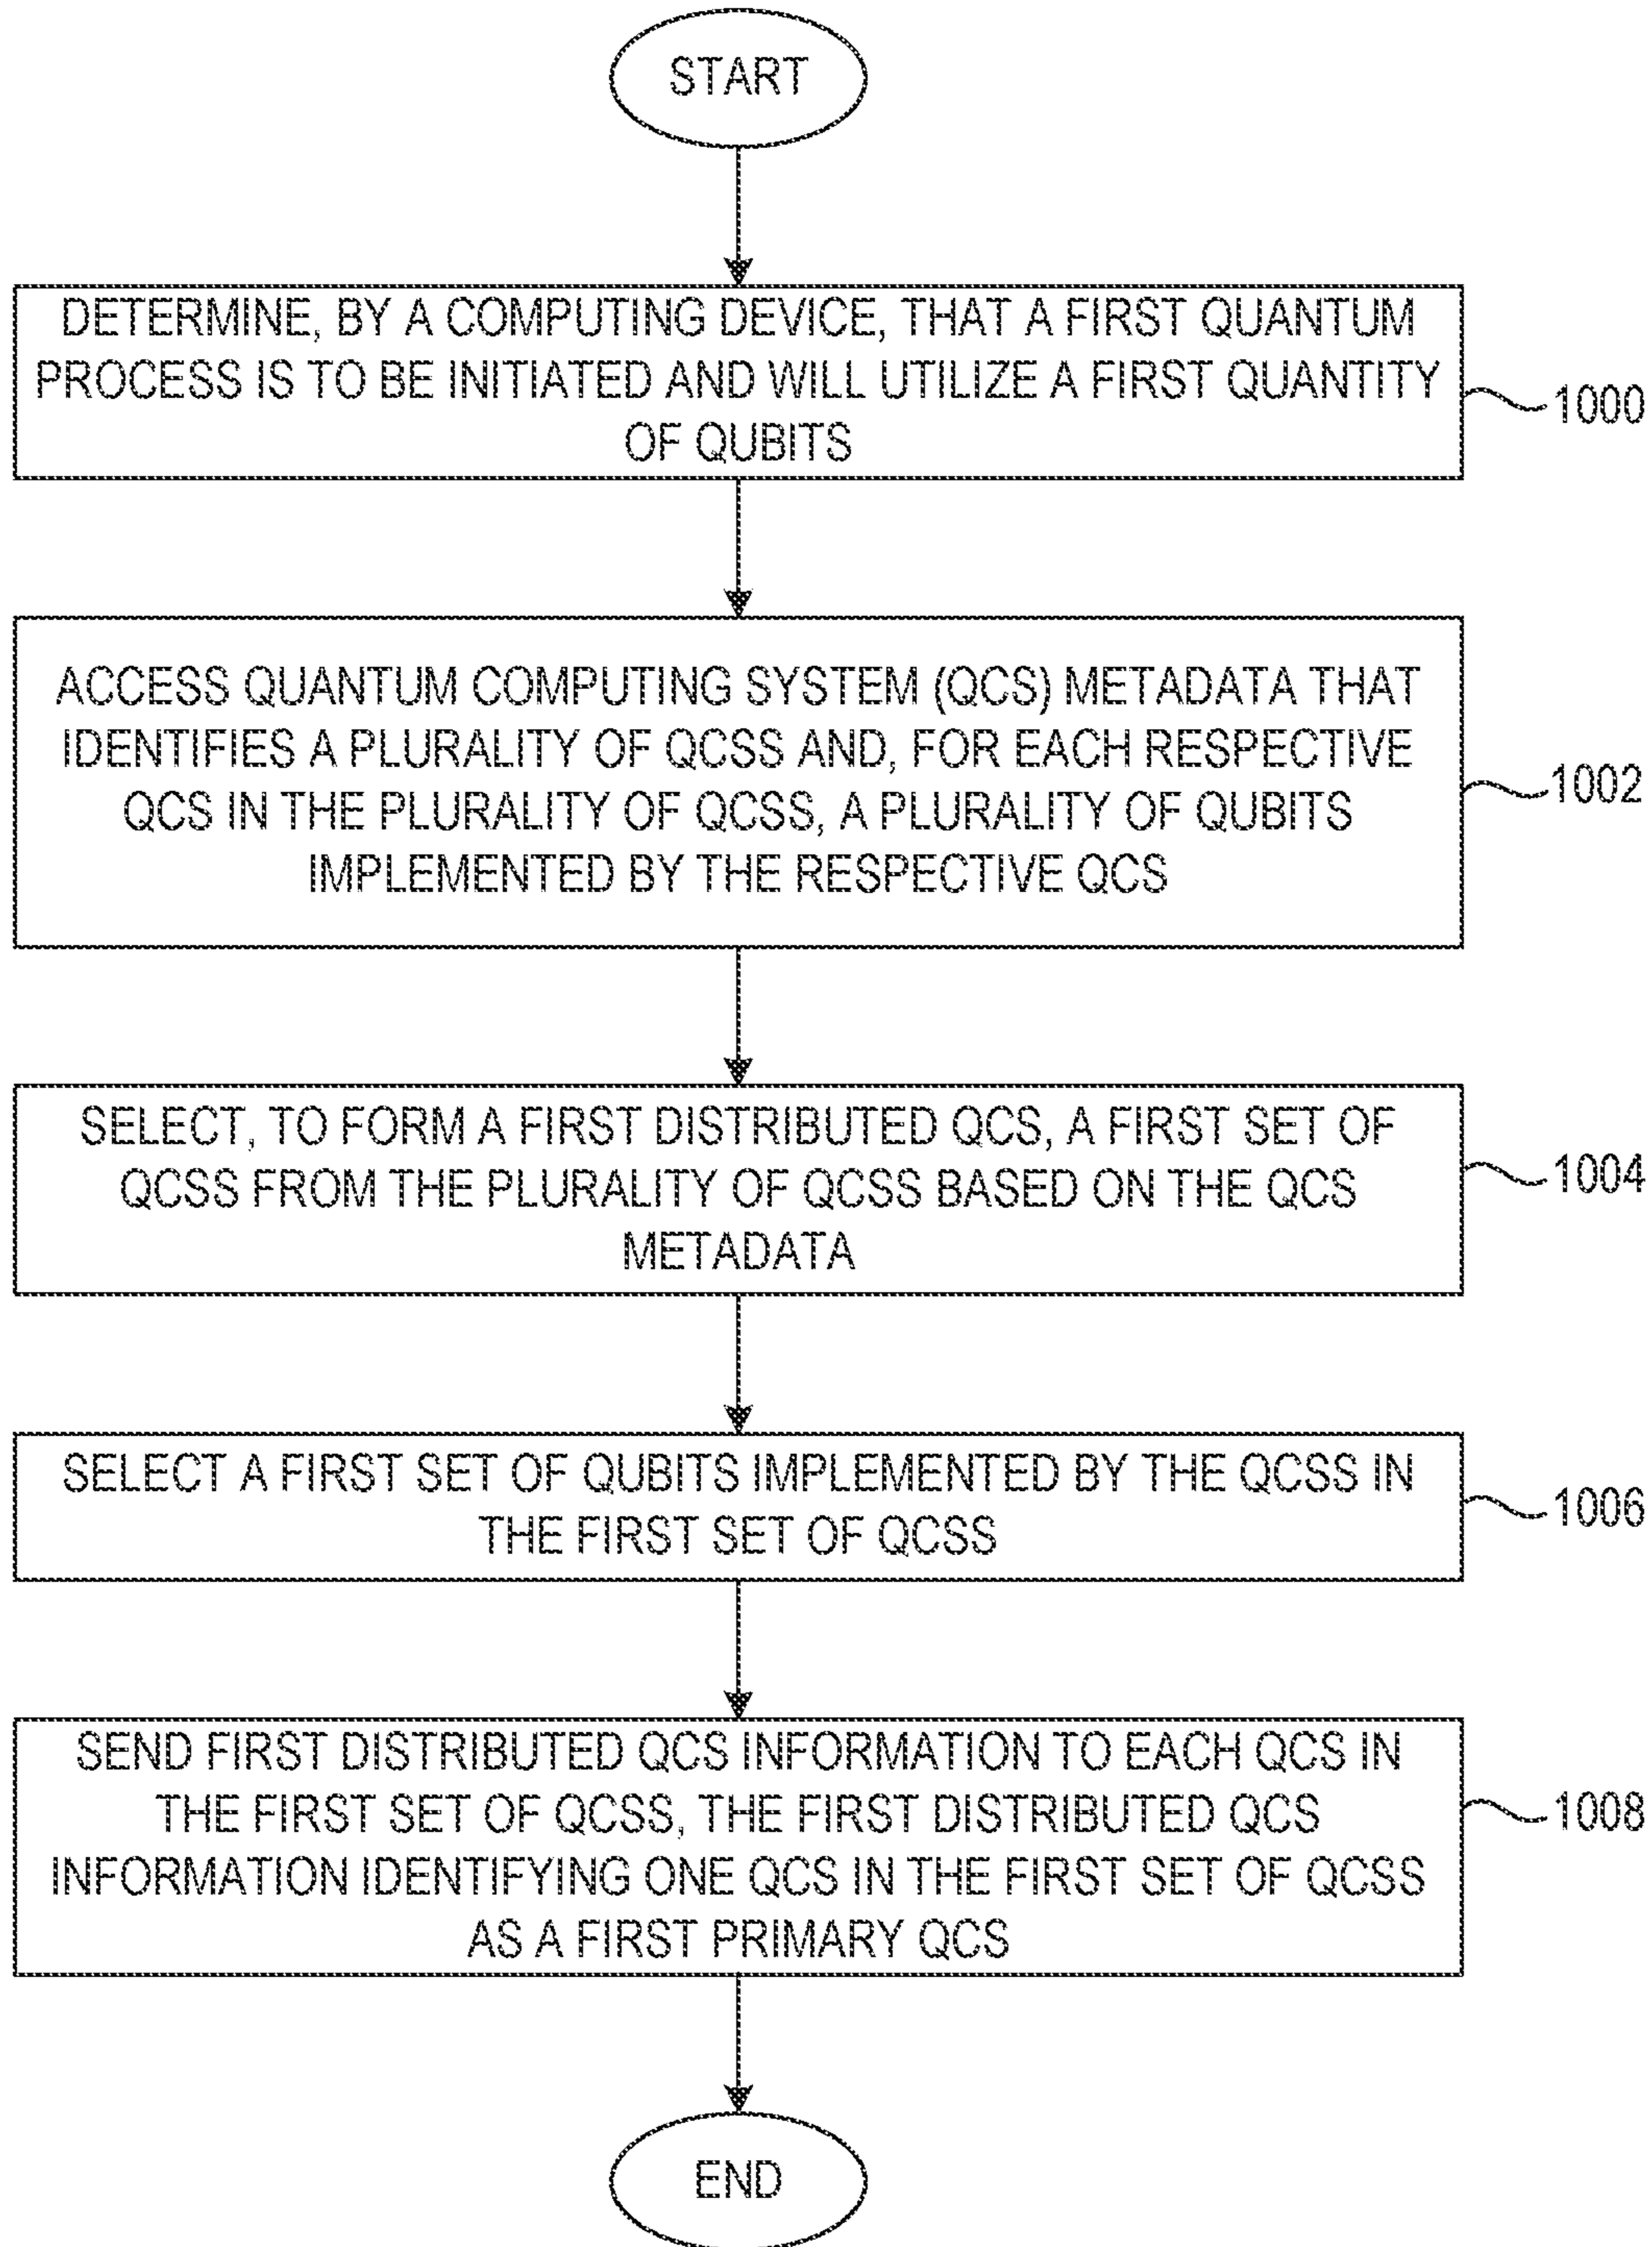 START
DETERMINE, BY A COMPUTING DEVICE, THAT A FIRST QUANTUM
PROCESS IS TO BE INITIATED AND WILL UTILIZE A FIRST QUANTITY
OF QUBITS
1000
ACCESS QUANTUM COMPUTING SYSTEM (QCS) METADATA THAT
IDENTIFIES A PLURALITY OF QCSS AND, FOR EACH RESPECTIVE
QCS IN THE PLURALITY OF QCSS, A PLURALITY OF QUBITS
IMPLEMENTED BY THE RESPECTIVE QCS
1002
SELECT, TO FORM A FIRST DISTRIBUTED QCS, A FIRST SET OF
QCSS FROM THE PLURALITY OF QCSS BASED ON THE QCS
METADATA
1004
SELECT A FIRST SET OF QUBITS IMPLEMENTED BY THE QCSS IN
THE FIRST SET OF QCSS
1006
SEND FIRST DISTRIBUTED QCS INFORMATION TO EACH QCS IN
THE FIRST SET OF QCSS, THE FIRST DISTRIBUTED QCS
INFORMATION IDENTIFYING ONE QCS IN THE FIRST SET OF QCSS
AS A FIRST PRIMARY QCS
1008
END